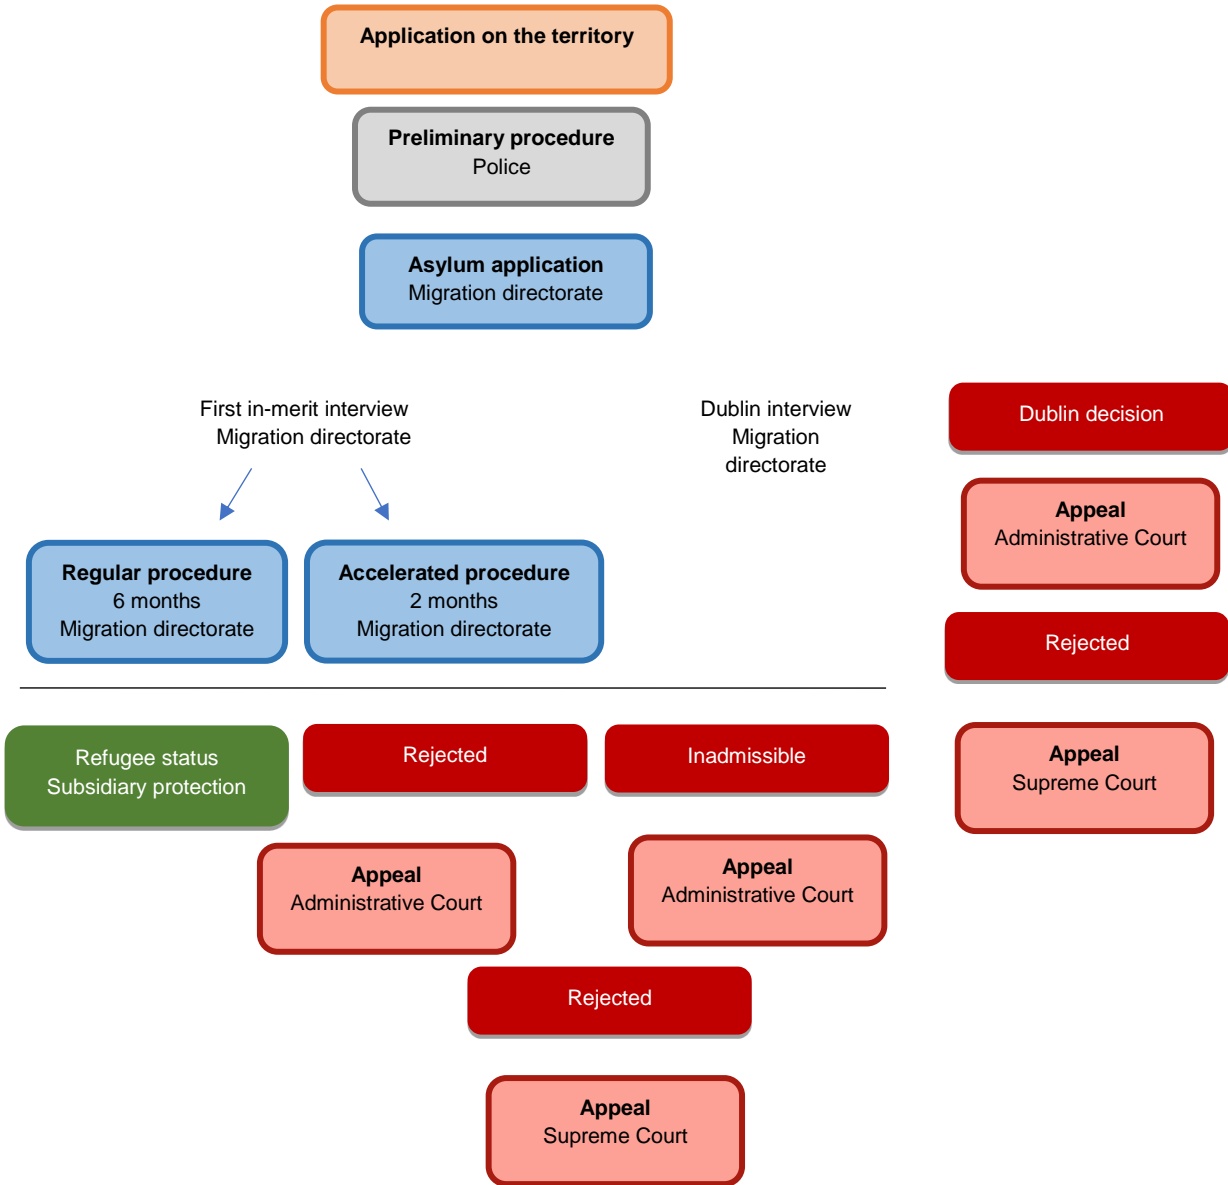 Application on the territory
Preliminary procedure
Police
Asylum application
Migration directorate
First in-merit interview
Migration directorate
Dublin interview
Migration
directorate
Dublin decision
Appeal
Administrative Court
Regular procedure
6 months
Migration directorate
Accelerated procedure
2 months
Migration directorate
Rejected
Refugee status
Subsidiary protection
Rejected
Inadmissible
Appeal
Supreme Court
Appeal
Administrative Court
Appeal
Administrative Court
Rejected
Appeal
Supreme Court